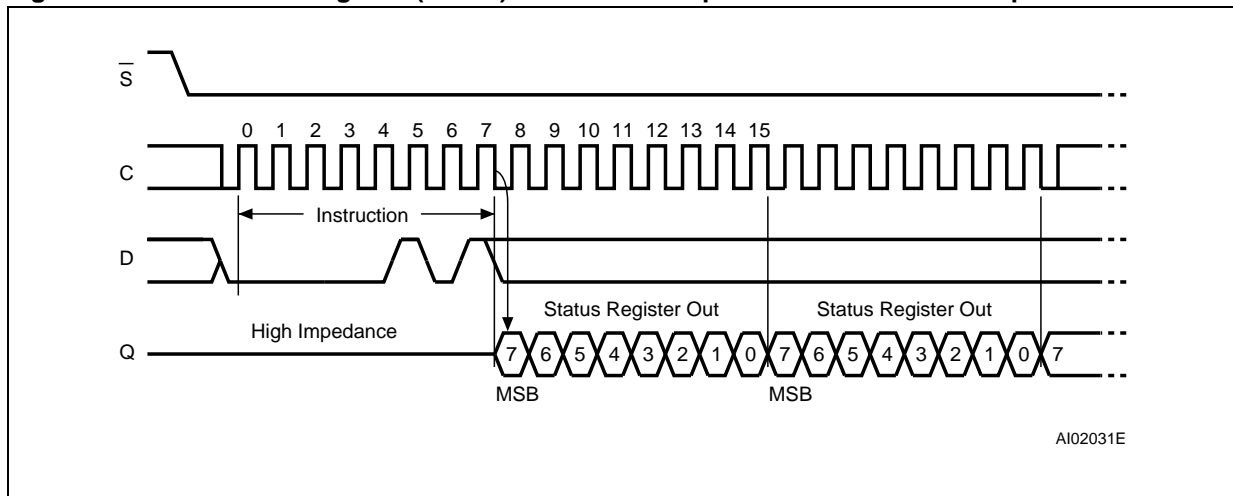 S
0 1 2 3 4 5 6 7 8 9 10 11 12 13 14 15
C
Instruction
D
Status Register Out Status Register Out
High Impedance
Q
7 6 5 4 3 2 1 0 7 6 5 4 3 2 1 0 7
MSB MSB
AI02031E